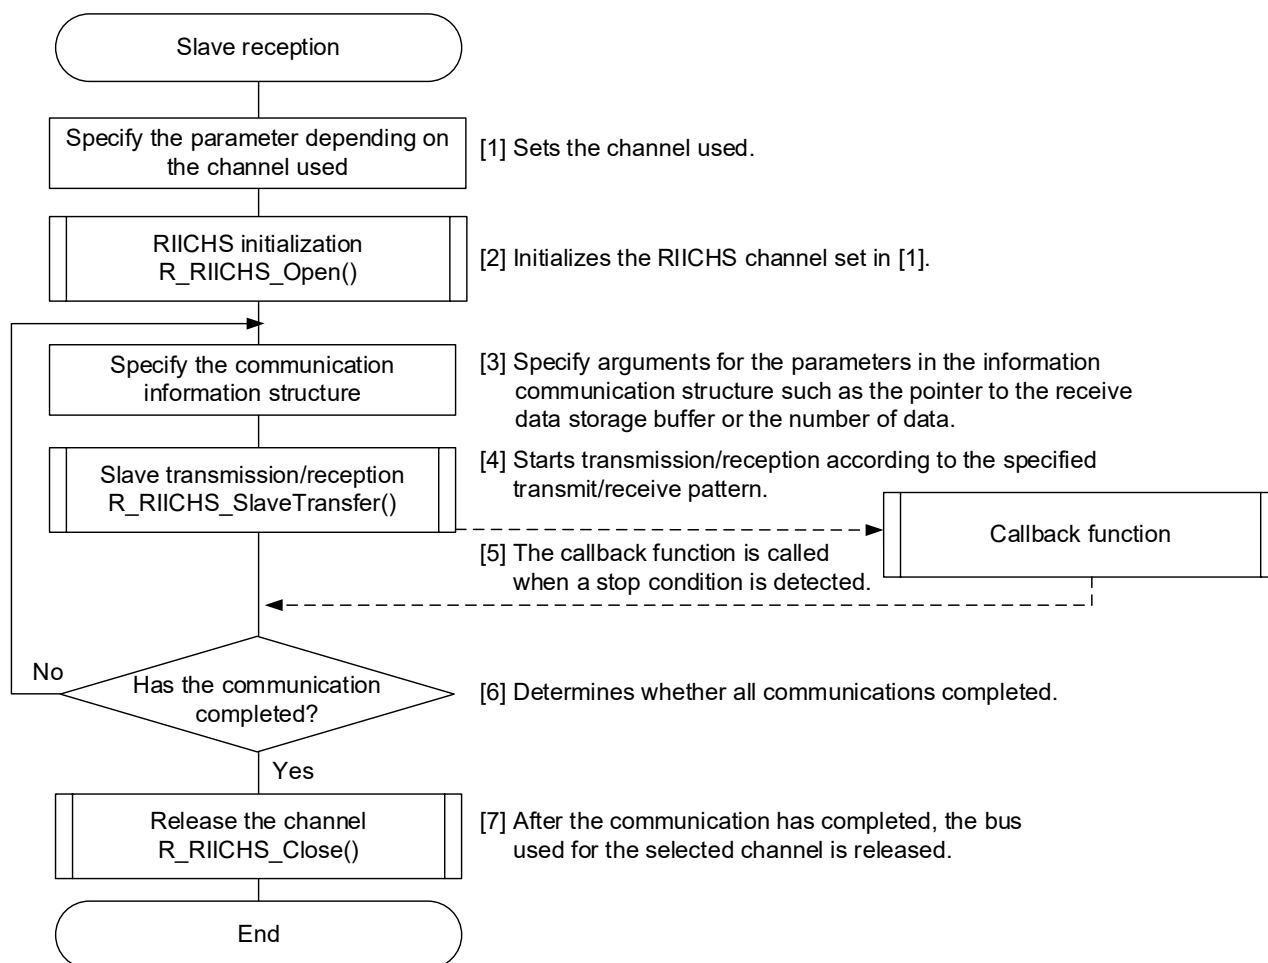 Slave reception
Specify the parameter depending on
the channel used
[1] Sets the channel used.
RIICHS initialization
R_RIICHS_Open()
[2] Initializes the RIICHS channel set in [1].
Specify the communication
information structure
[3] Specify arguments for the parameters in the information
communication structure such as the pointer to the receive
data storage buffer or the number of data.
Slave transmission/reception
R_RIICHS_SlaveTransfer()
[4] Starts transmission/reception according to the specified
transmit/receive pattern.
Callback function
[5] The callback function is called
when a stop condition is detected.
No
Has the communication
completed?
[6] Determines whether all communications completed.
Yes
Release the channel
R_RIICHS_Close()
[7] After the communication has completed, the bus
used for the selected channel is released.
End